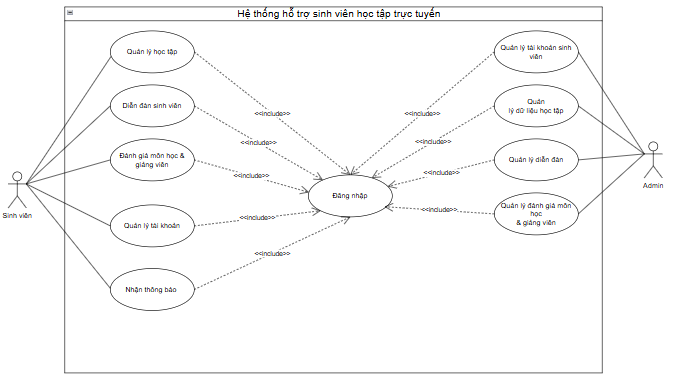 Hệ thống hỗ trợ sinh viên học tập trực tuyến
Quản lý học tập
Diễn đàn sinh viên
Đánh giá môn học &
giảng viên
Quản lý tài khoản
Nhận thông báo
Sinh viên
<<include>>
<<include>>
<<include>>
<<include>>
<<include>>
Đăng nhập
<<include>>
<<include>>
<<include>>
<<include>>
Quản lý tài khoản sinh
viên
Quản
lý dữ liệu học tập
Quản lý diễn đàn
Quản lý đánh giá môn
học
& giảng viên
Admin